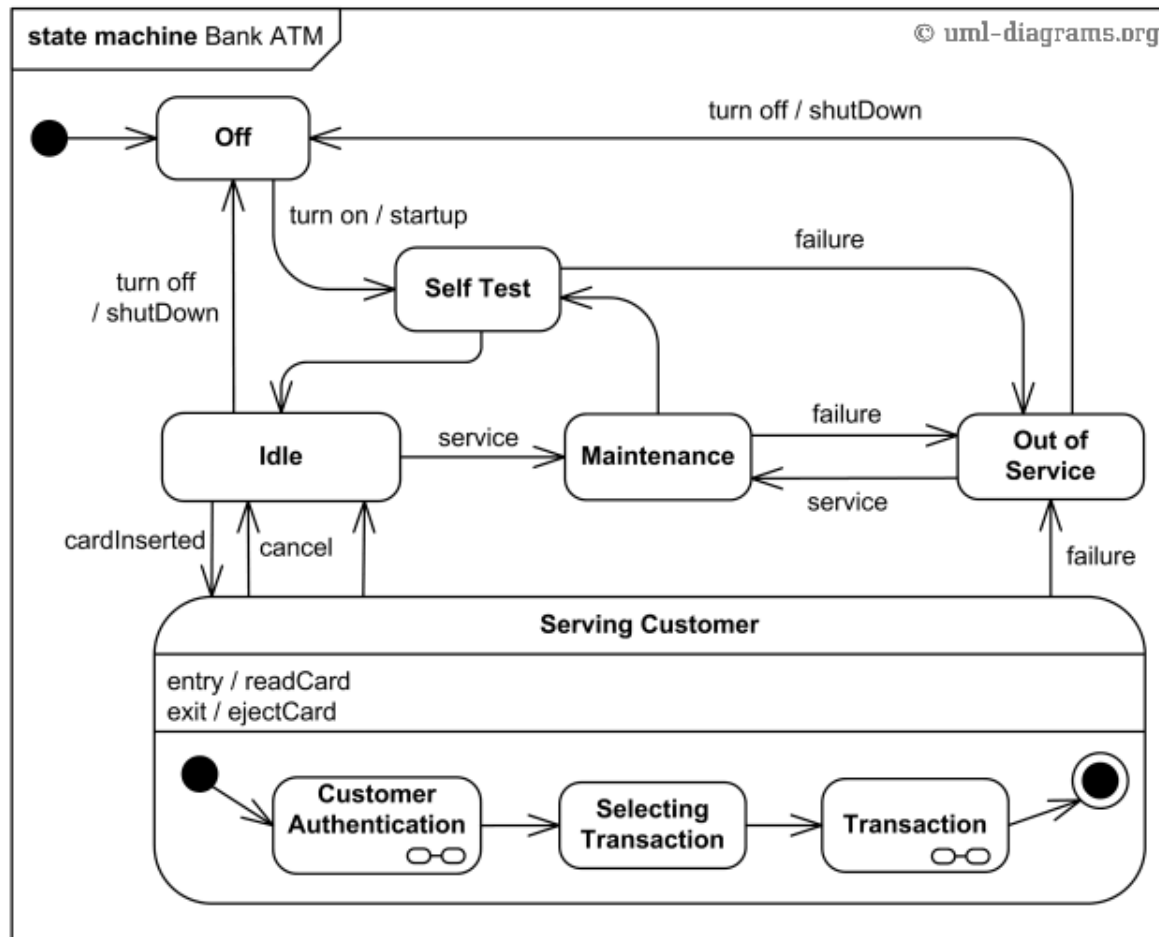 state machine Bank ATM
© uml-diagrams.org
Off
turn off / shutDown
turn on / startup
failure
Self Test
turn off
/ shutDown
Idle
service
Maintenance
failure
service
Out of
Service
cardInserted
cancel
failure
Serving Customer
entry / readCard
exit / ejectCard
Customer
Authentication
Selecting
Transaction
Transaction